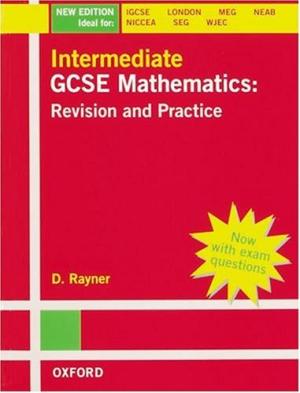 NEW EDITION
Ideal for:
IGCSE LONDON MEG NEAB
NICCEA SEG WJEC
Intermediate
GCSE Mathematics:
Revision and Practice
Now
with exam
questions
D. Rayner
OXFORD